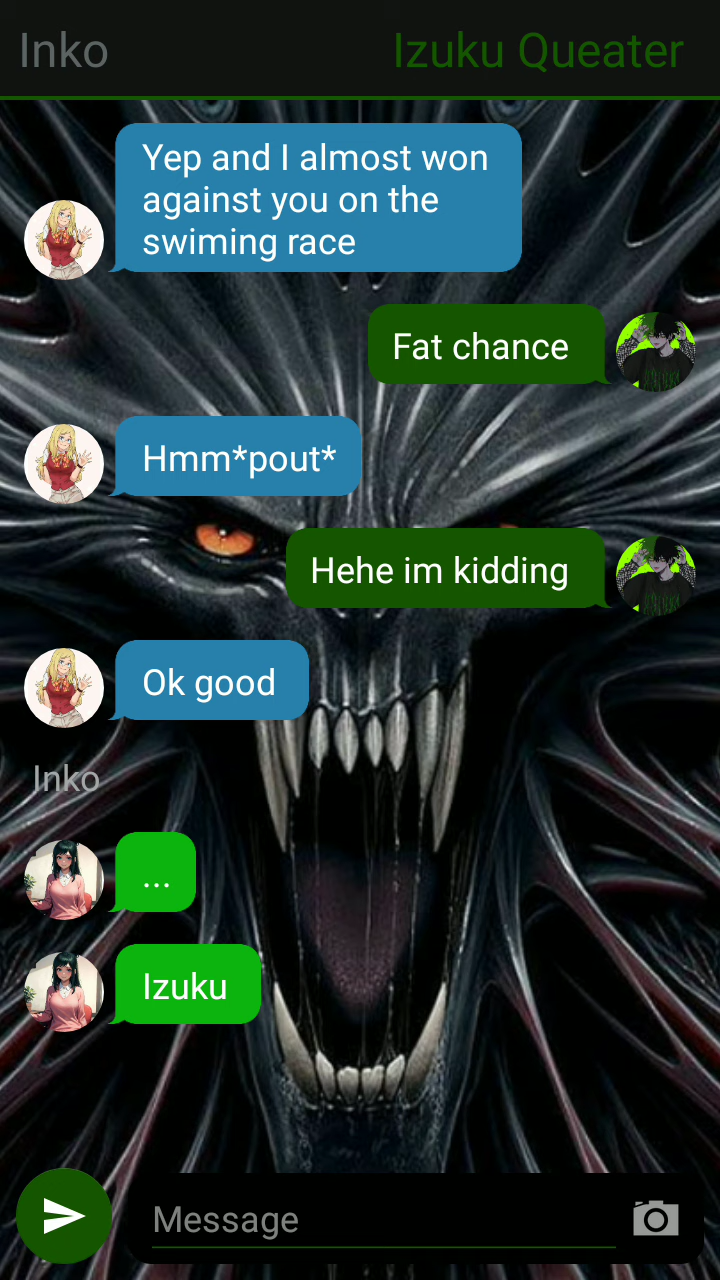 Inko
Izuku Queater
Yep and I almost won
against you on the
swiming race
Fat chance
Hmm*pout*
Hehe im kidding
Ok good
Inko
...
Izuku
Message